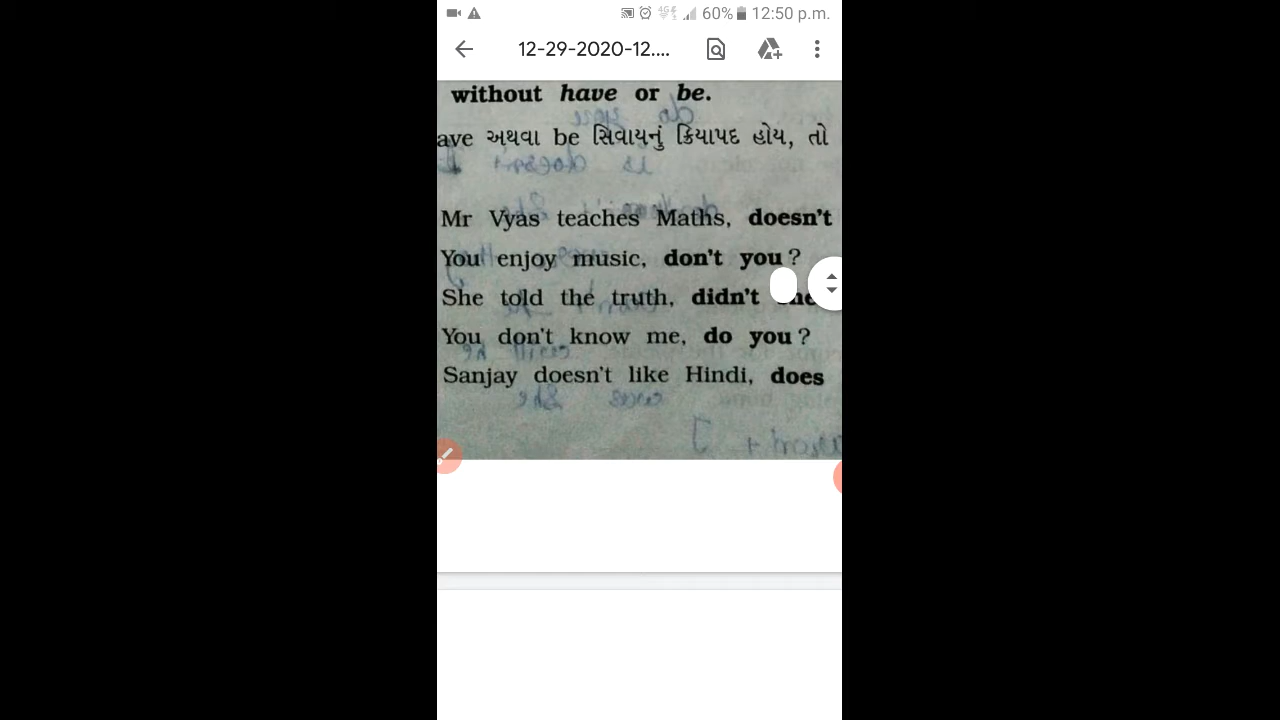 60% 12:50 p.m.
12-29-2020-12....
without have or be.
ave અથવા be સિવાયનું ક્રિયાપદ હોય, તો
Mr Vyas teaches Maths, doesn't
You enjoy music, don't you ?
She told the truth, didn't
You don't know me, do you ?
Sanjay doesn't like Hindi, does